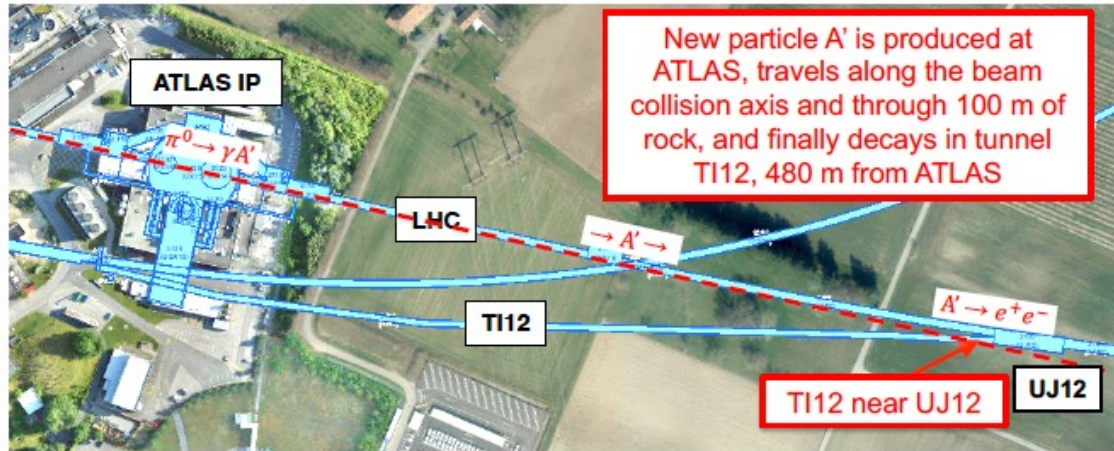 New particle A' is produced at
ATLAS, travels along the beam
collision axis and through 100 m of
rock, and finally decays in tunnel
TI12, 480 m from ATLAS
ATLAS IP
π⁰ → γA'
LHC
→ A' →
A' → e⁺e⁻
TI12
TI12 near UJ12
UJ12